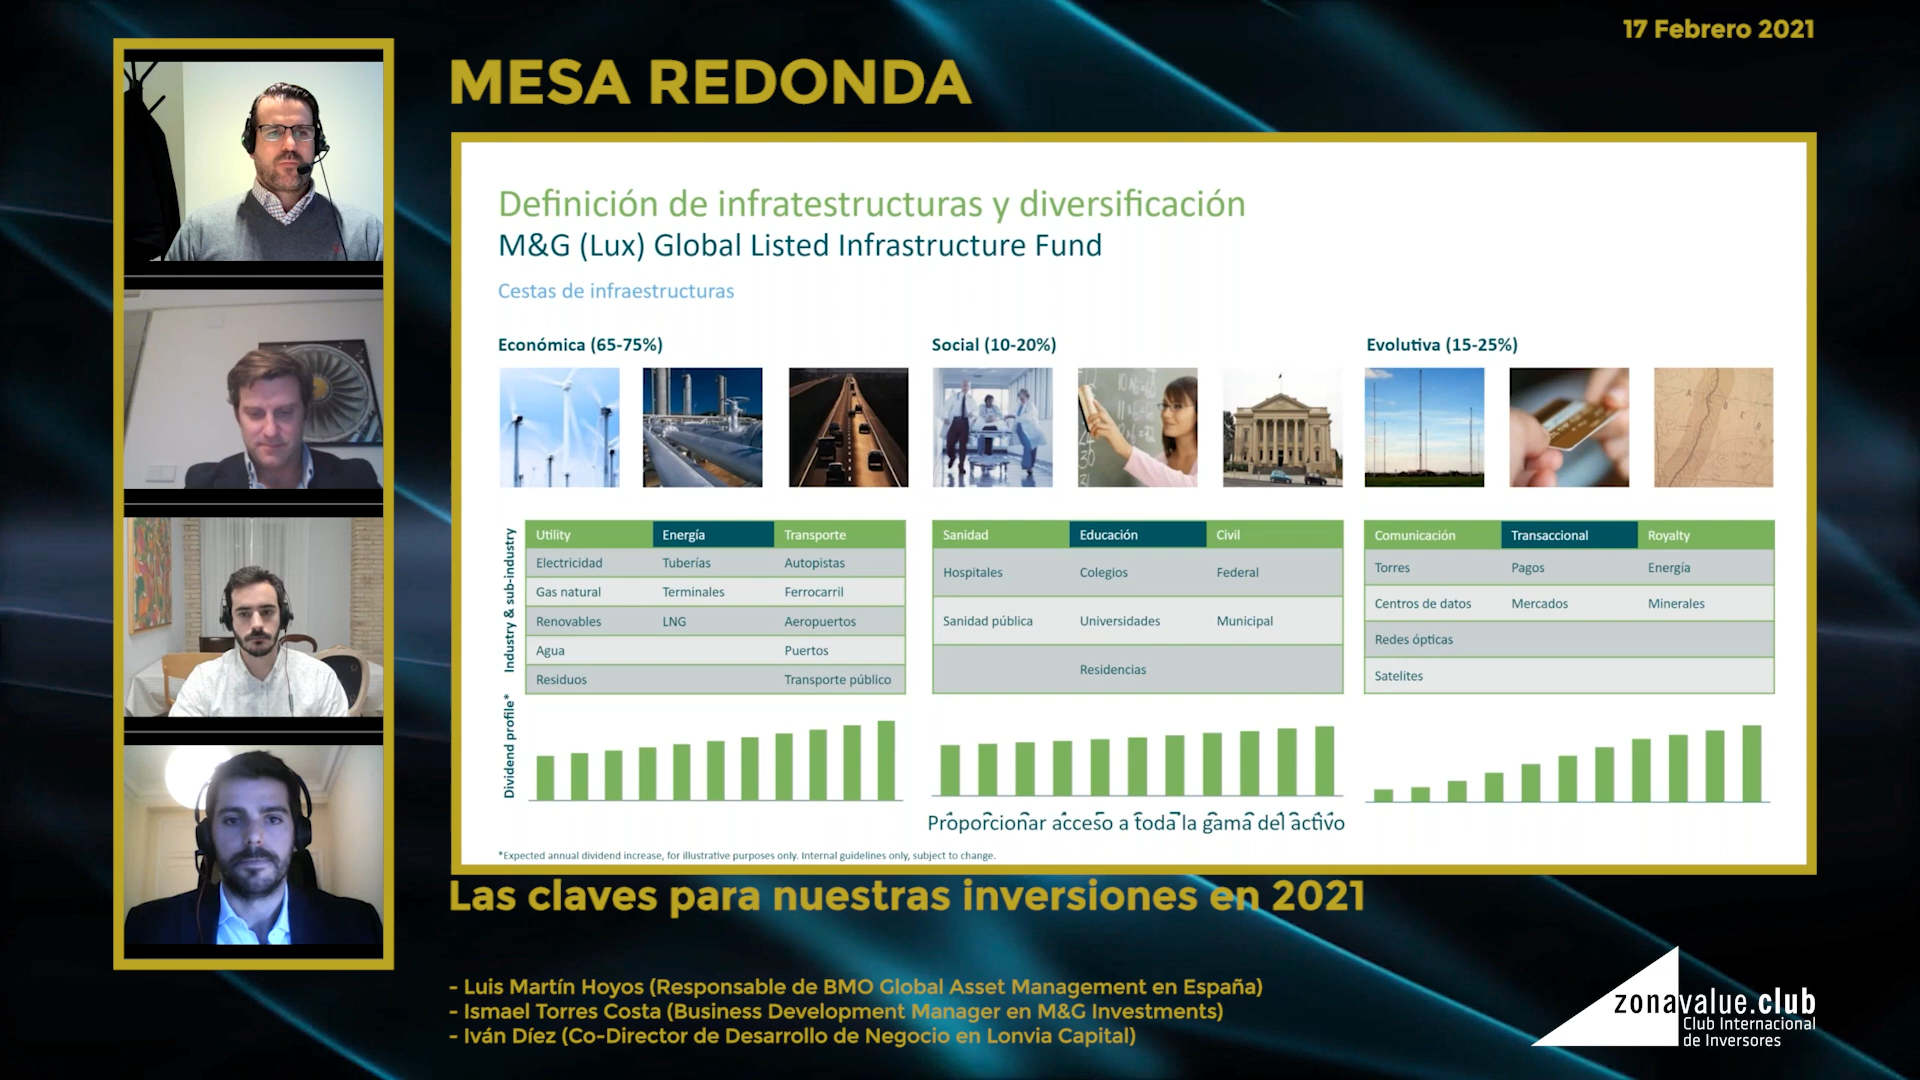 17 Febrero 2021
MESA REDONDA
Definición de infratestructuras y diversificación
M&G (Lux) Global Listed Infrastructure Fund
Cestas de infraestructuras
Económica (65-75%)
Social (10-20%)
Evolutiva (15-25%)
Industry & sub-industry
Utility Energía Transporte
Electricidad Tuberías Autopistas
Gas natural Terminales Ferrocarril
Renovables LNG Aeropuertos
Agua Puertos
Residuos Transporte público
Sanidad Educación Civil
Hospitales Colegios Federal
Sanidad pública Universidades Municipal
Residencias
Comunicación Transaccional Royalty
Torres Pagos Energía
Centros de datos Mercados Minerales
Redes ópticas
Satelites
Dividend profile*
Proporcionar acceso a toda la gama del activo
*Expected annual dividend increase, for illustrative purposes only. Internal guidelines only, subject to change.
Las claves para nuestras inversiones en 2021
- Luis Martín Hoyos (Responsable de BMO Global Asset Management en España)
- Ismael Torres Costa (Business Development Manager en M&G Investments)
- Iván Díez (Co-Director de Desarrollo de Negocio en Lonvia Capital)
zonavalue.club
Club Internacional
de Inversores